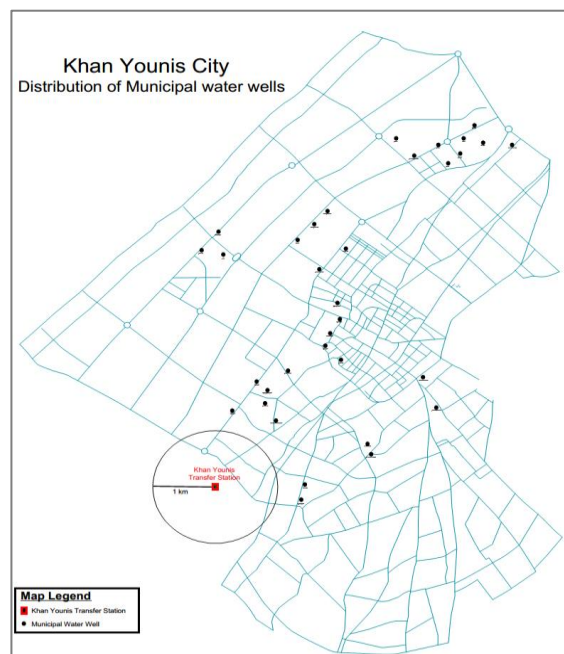 Khan Younis City
Distribution of Municipal water wells
Khan Younis
Transfer Station
1 km
Map Legend
Khan Younis Transfer Station
Municipal Water Well